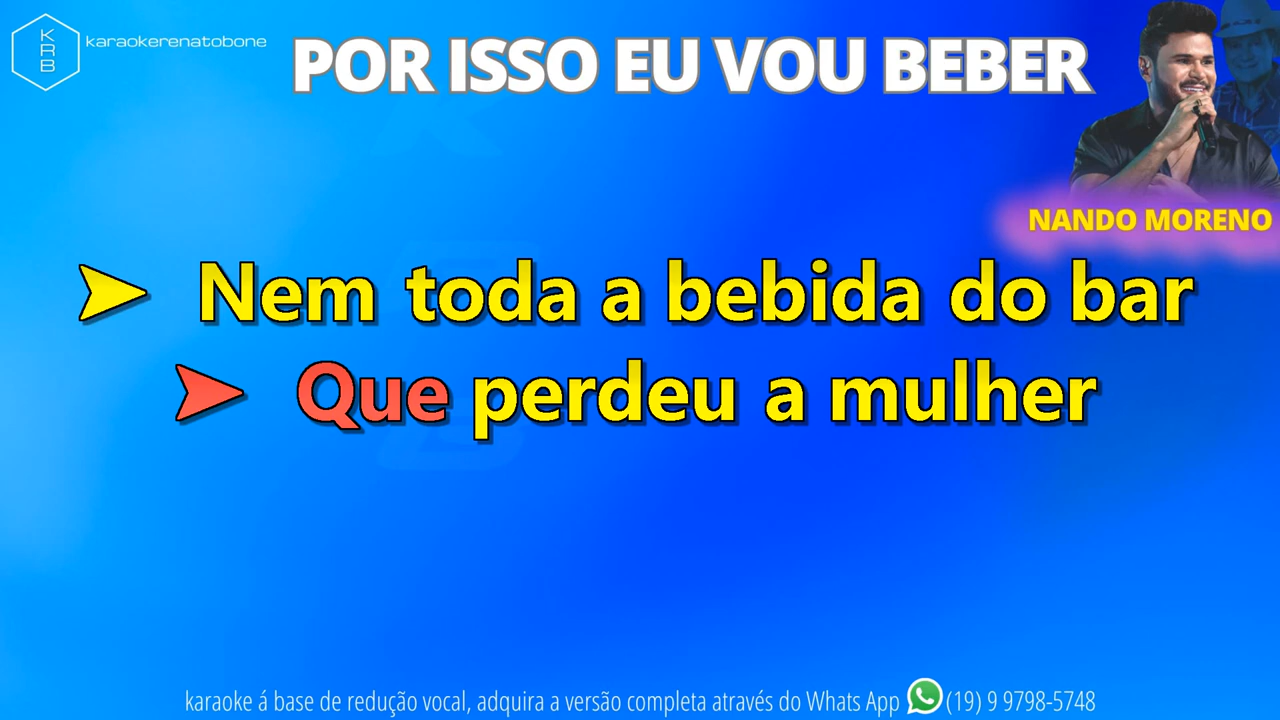 KRB
karaokerenatobone
POR ISSO EU VOU BEBER
NANDO MORENO
➤ Nem toda a bebida do bar
➤ Que perdeu a mulher
karaoke á base de redução vocal, adquira a versão completa através do Whats App (19) 9 9798-5748